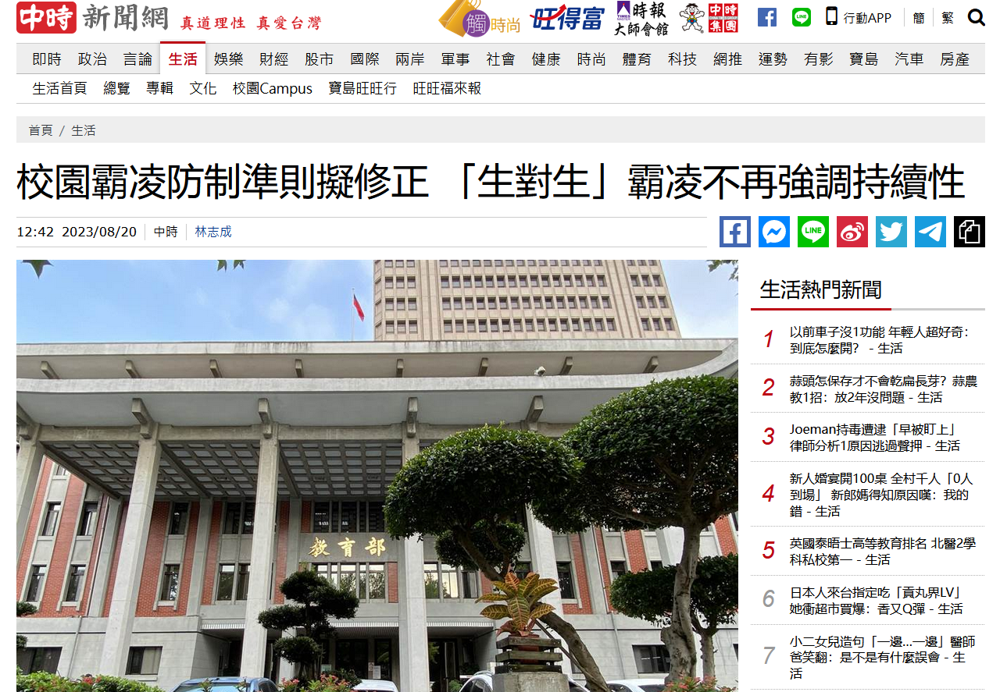 中時 新聞網 真道理性 真愛台灣
觸時尚 旺得富 TIMES MASTER 時報大師會館 中時集團
LINE 行動APP 簡 繁
即時 政治 言論 生活 娛樂 財經 股市 國際 兩岸 軍事 社會 健康 時尚 體育 科技 網推 運勢 有影 寶島 汽車 房產
生活首頁 總覽 專輯 文化 校園Campus 寶島旺旺行 旺旺福來報
首頁 / 生活
校園霸凌防制準則擬修正 「生對生」霸凌不再強調持續性
12:42 2023/08/20 中時 林志成
LINE
教育部
生活熱門新聞
1 以前車子沒1功能 年輕人超好奇：
到底怎麼開？ - 生活
2 蒜頭怎保存才不會乾扁長芽？蒜農
教1招：放2年沒問題 - 生活
3 Joeman持毒遭逮「早被盯上」
律師分析1原因逃過聲押 - 生活
4 新人婚宴開100桌 全村千人「0人
到場」 新郎媽得知原因嘆：我的
錯 - 生活
5 英國泰晤士高等教育排名 北醫2學
科私校第一 - 生活
6 日本人來台指定吃「貢丸界LV」
她衝超市買爆：香又Q彈 - 生活
7 小二女兒造句「一邊...一邊」醫師
爸笑翻：是不是有什麼誤會 - 生
活